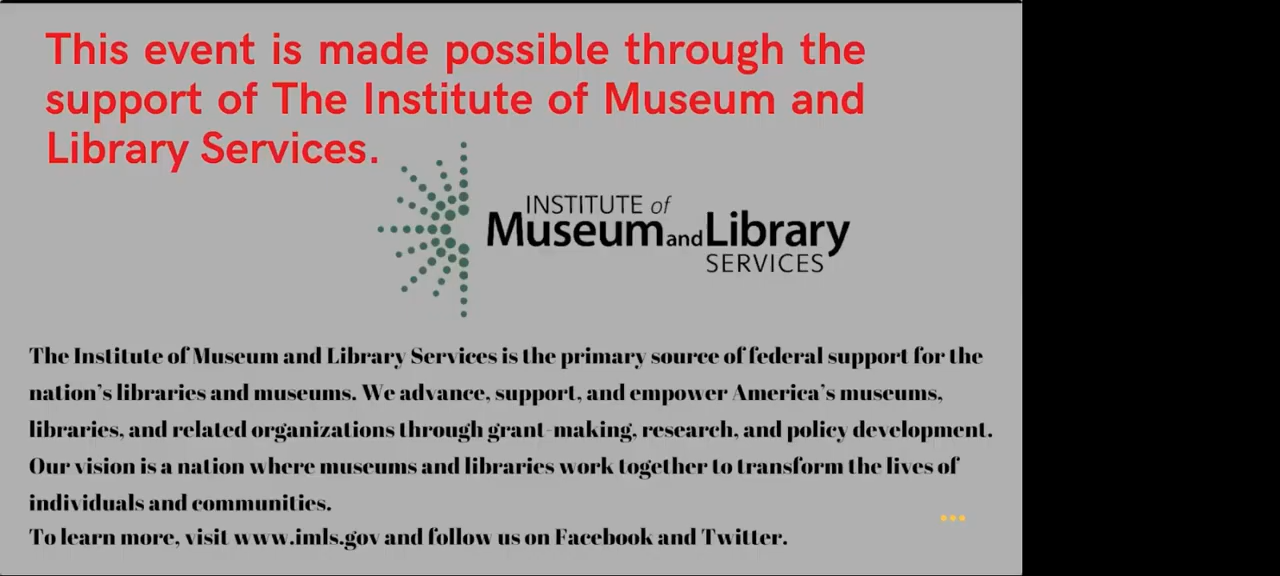 This event is made possible through the
support of The Institute of Museum and
Library Services.
INSTITUTE of
Museum and Library
SERVICES
The Institute of Museum and Library Services is the primary source of federal support for the
nation's libraries and museums. We advance, support, and empower America's museums,
libraries, and related organizations through grant-making, research, and policy development.
Our vision is a nation where museums and libraries work together to transform the lives of
individuals and communities.
To learn more, visit www.imls.gov and follow us on Facebook and Twitter.